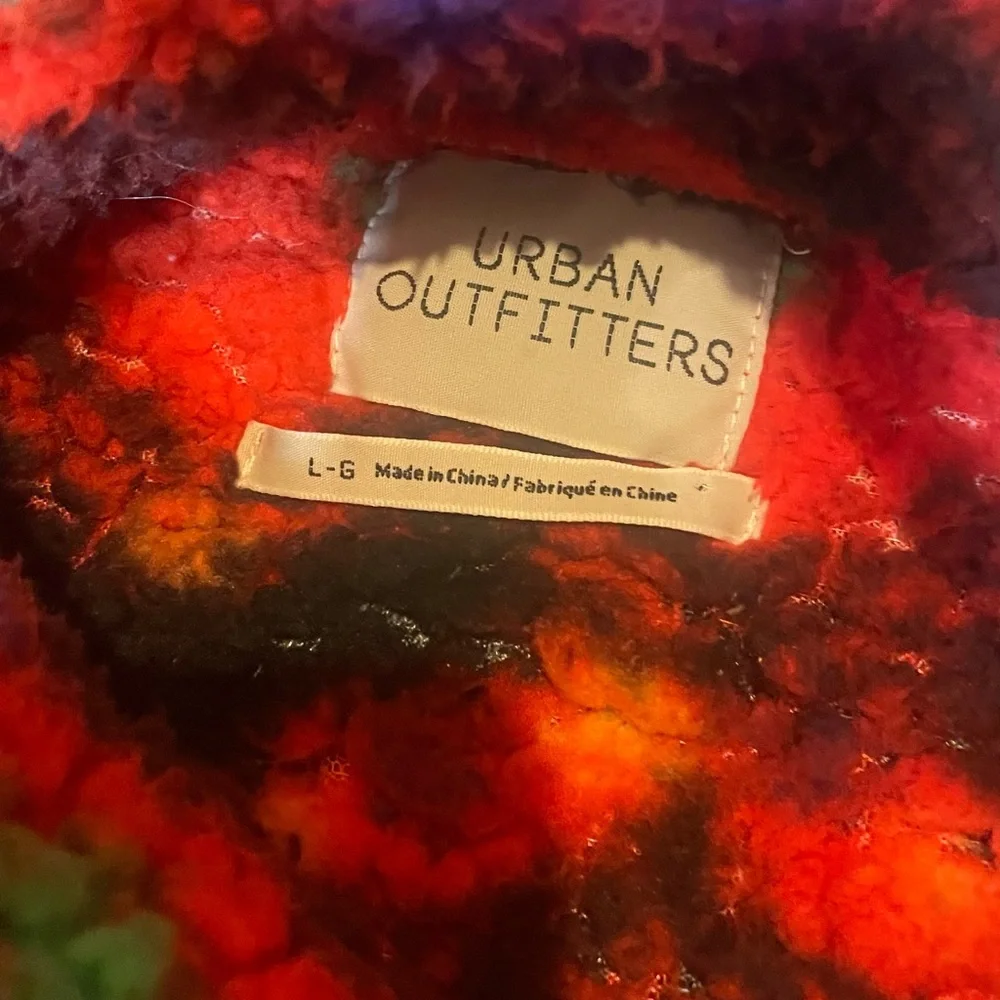 URBAN
OUTFITTERS
L-G Made in China / Fabriqué en Chine